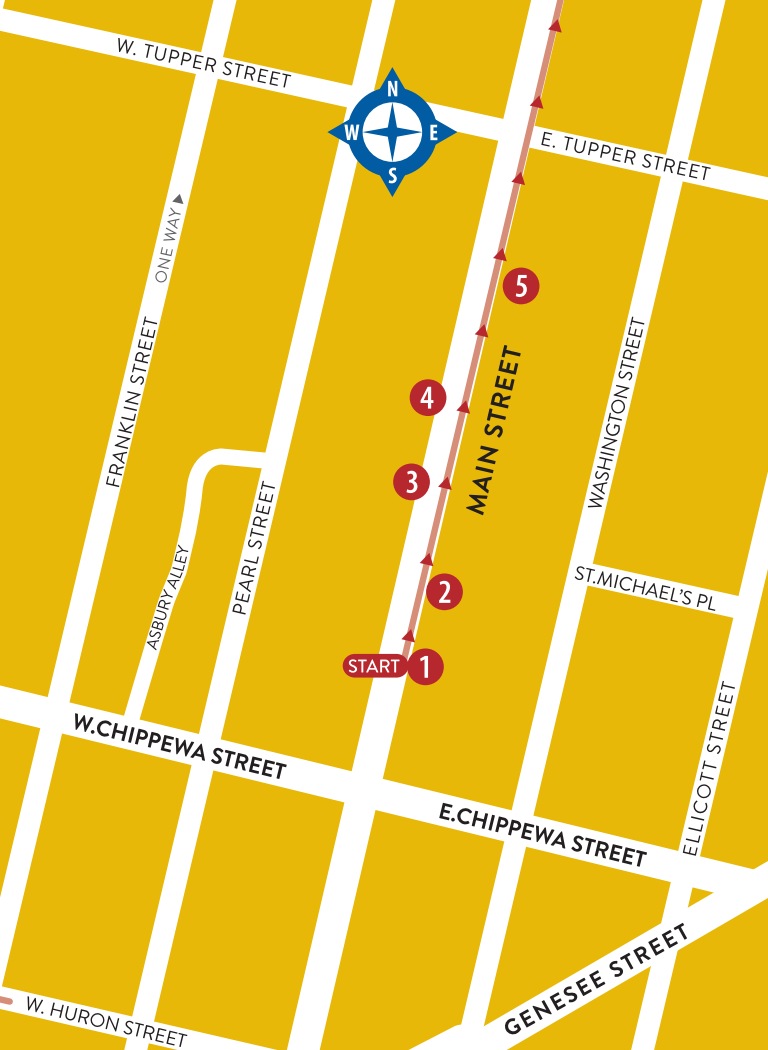 W. TUPPER STREET
N
W
E
S
E. TUPPER STREET
ONE WAY
5
FRANKLIN STREET
WASHINGTON STREET
MAIN STREET
4
3
PEARL STREET
ASBURY ALLEY
ST.MICHAEL'S PL
2
START
1
ELLICOTT STREET
W.CHIPPEWA STREET
E.CHIPPEWA STREET
GENESEE STREET
W. HURON STREET